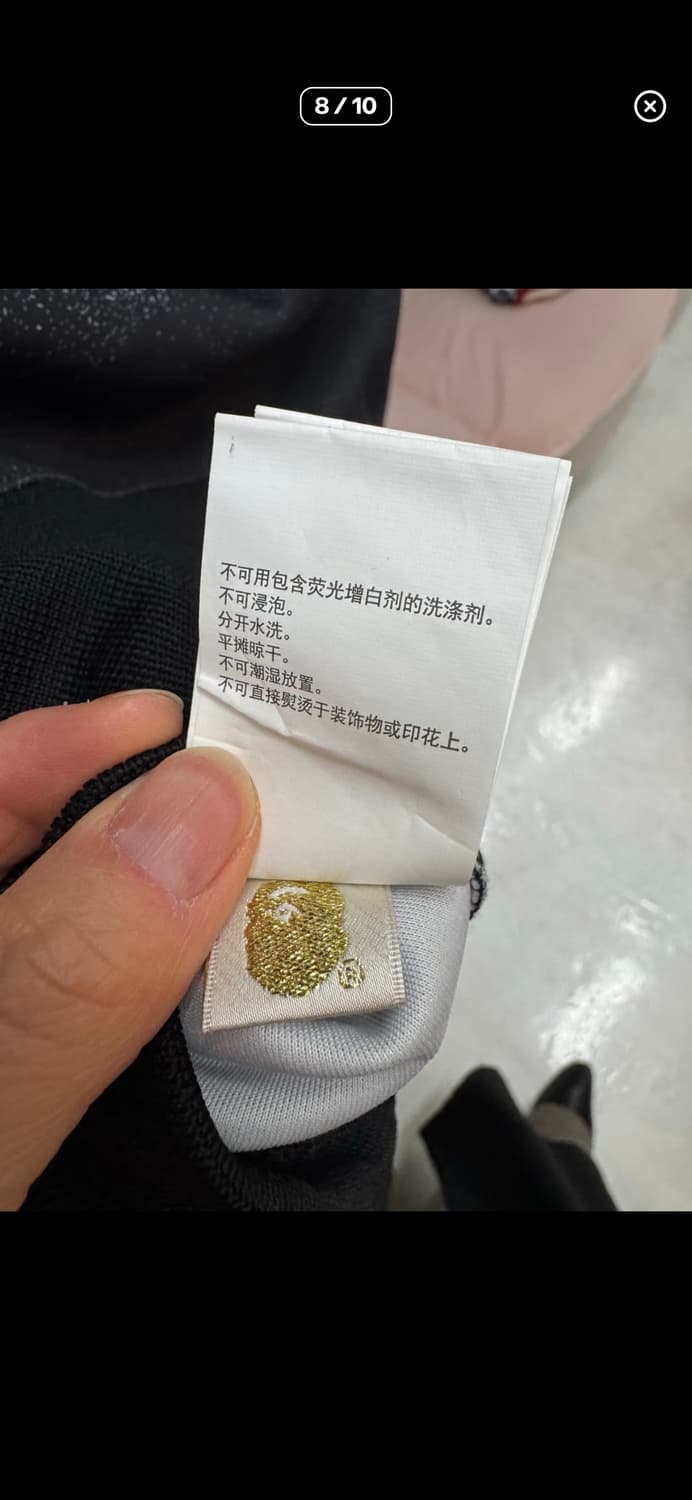 8 / 10
不可用包含荧光增白剂的洗涤剂。
不可浸泡。
分开水洗。
平摊晾干。
不可潮湿放置。
不可直接熨烫于装饰物或印花上。